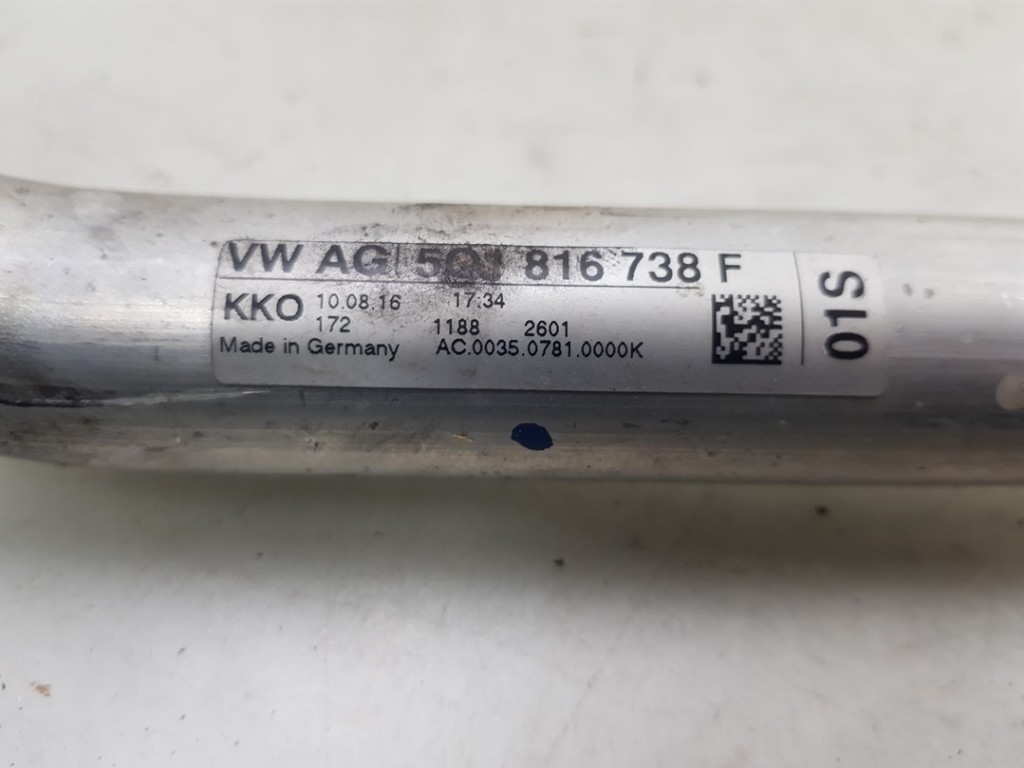 VW AG 5Q1 816 738 F
KKO 10.08.16 17:34
172 1188 2601
Made in Germany AC.0035.0781.0000K
01S